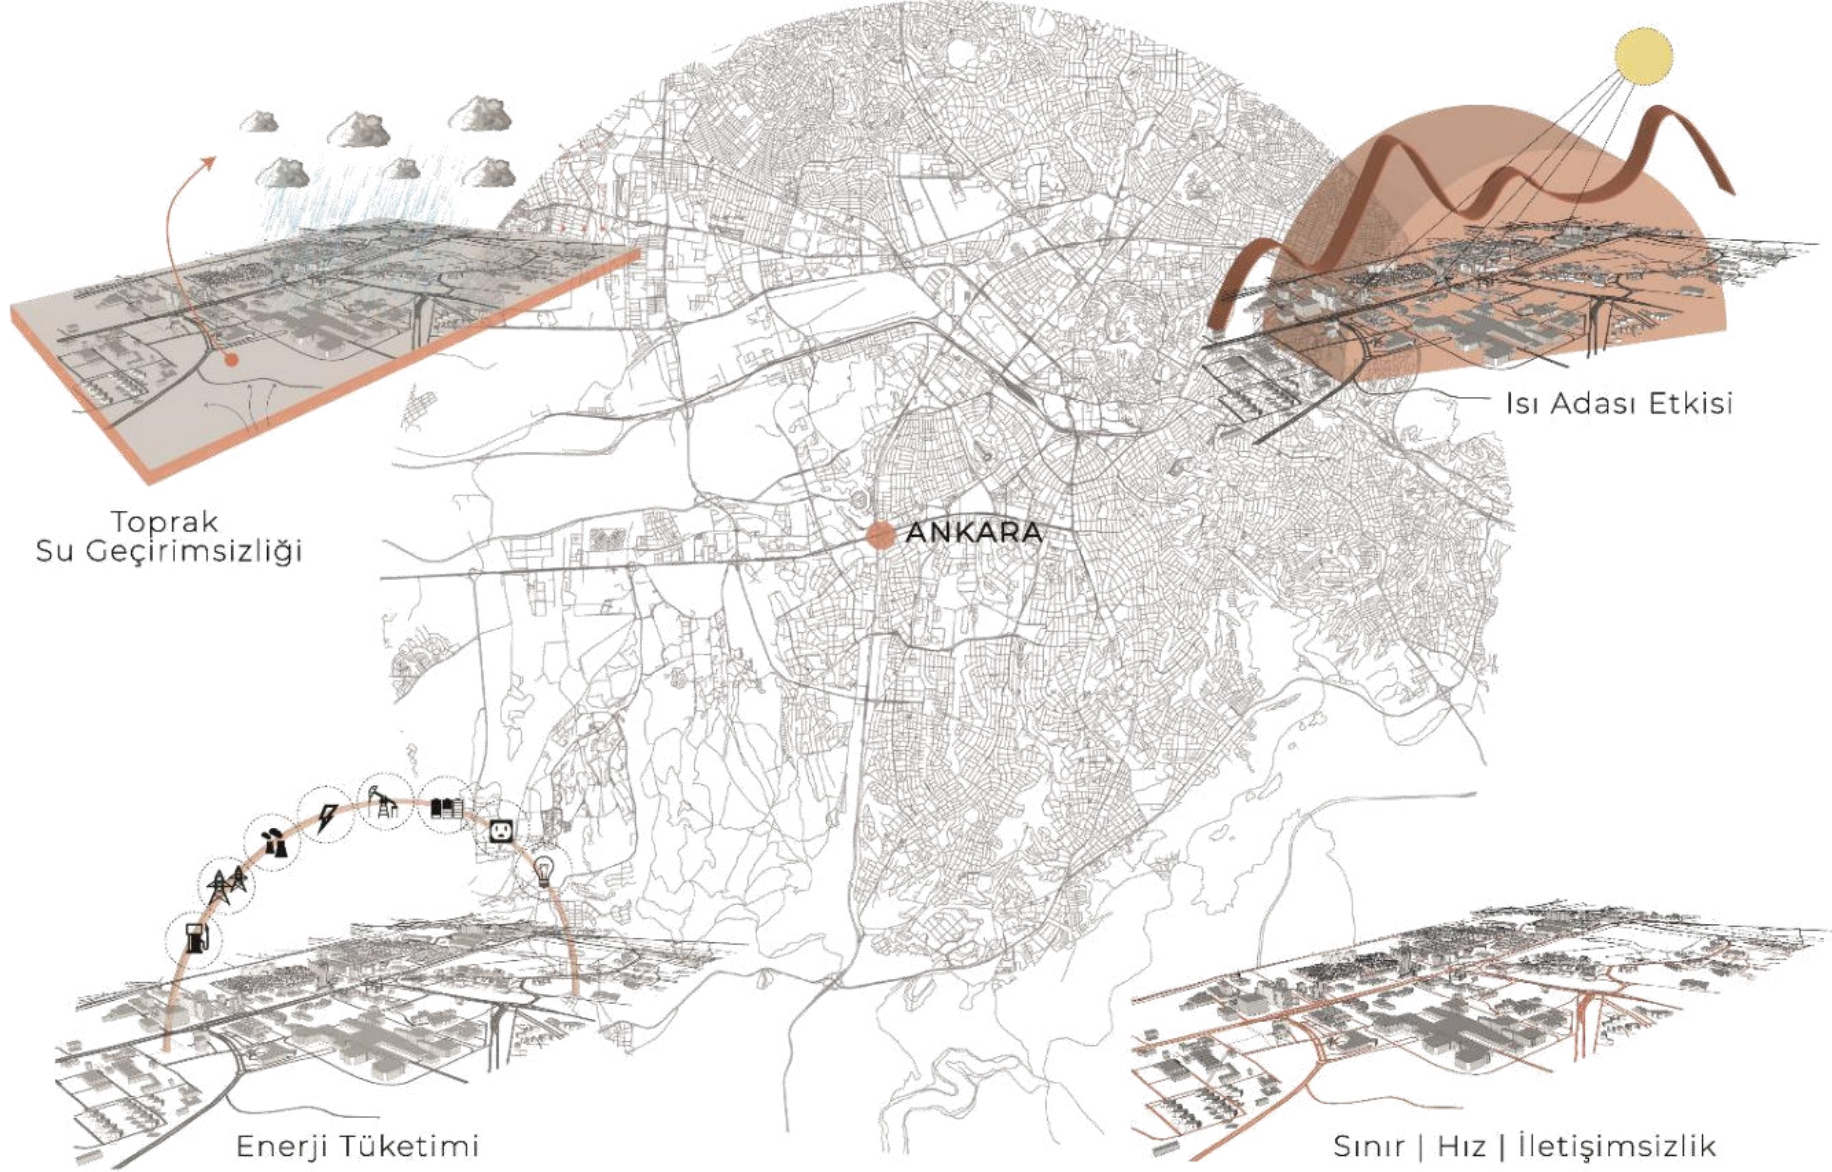 Isı Adası Etkisi
Toprak
Su Geçirimsizliği
ANKARA
Enerji Tüketimi
Sınır | Hız | İletişimsizlik